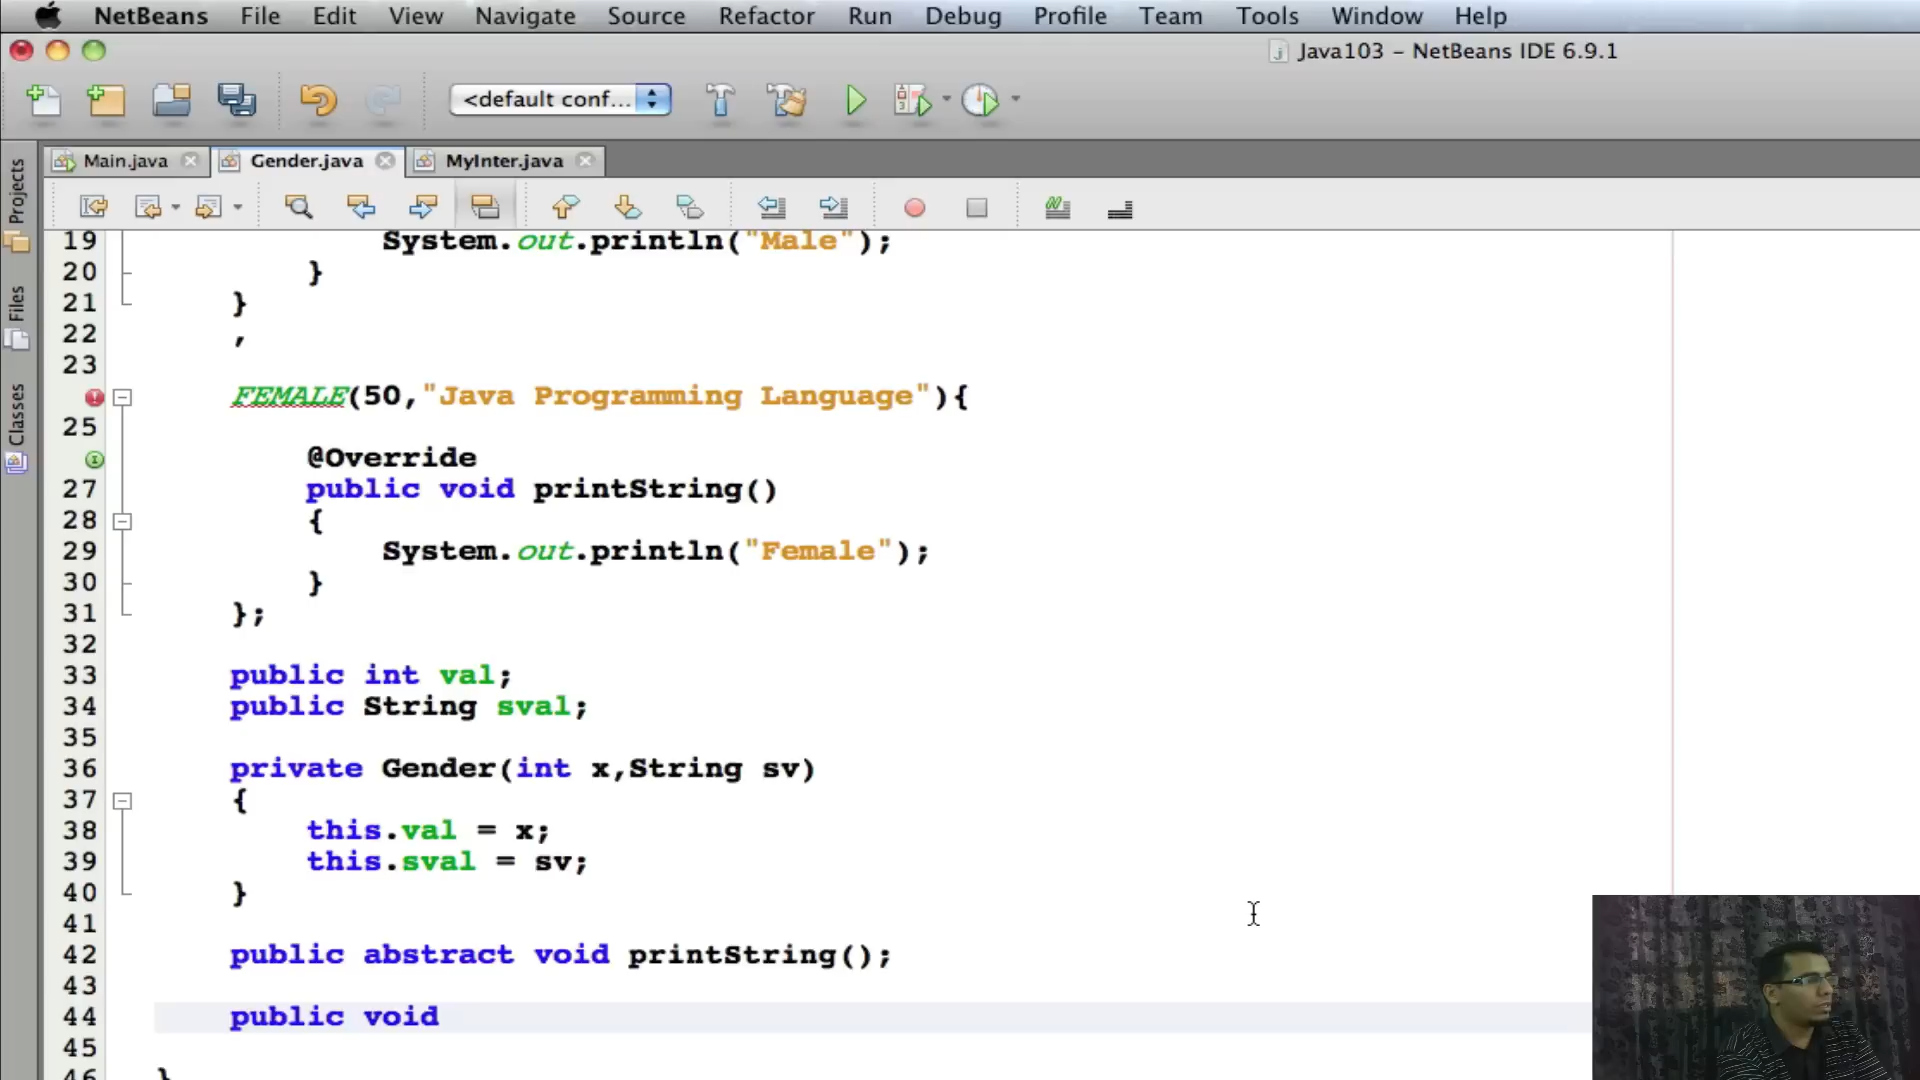 NetBeans File Edit View Navigate Source Refactor Run Debug Profile Team Tools Window Help
Java103 – NetBeans IDE 6.9.1
<default conf...
Main.java Gender.java MyInter.java
Projects
Files
Classes
19 System.out.println("Male");
20 }
21 }
22 ,
23
FEMALE(50,"Java Programming Language"){
25
@Override
27 public void printString()
28 {
29 System.out.println("Female");
30 }
31 };
32
33 public int val;
34 public String sval;
35
36 private Gender(int x,String sv)
37 {
38 this.val = x;
39 this.sval = sv;
40 }
41
42 public abstract void printString();
43
44 public void
45
46 }